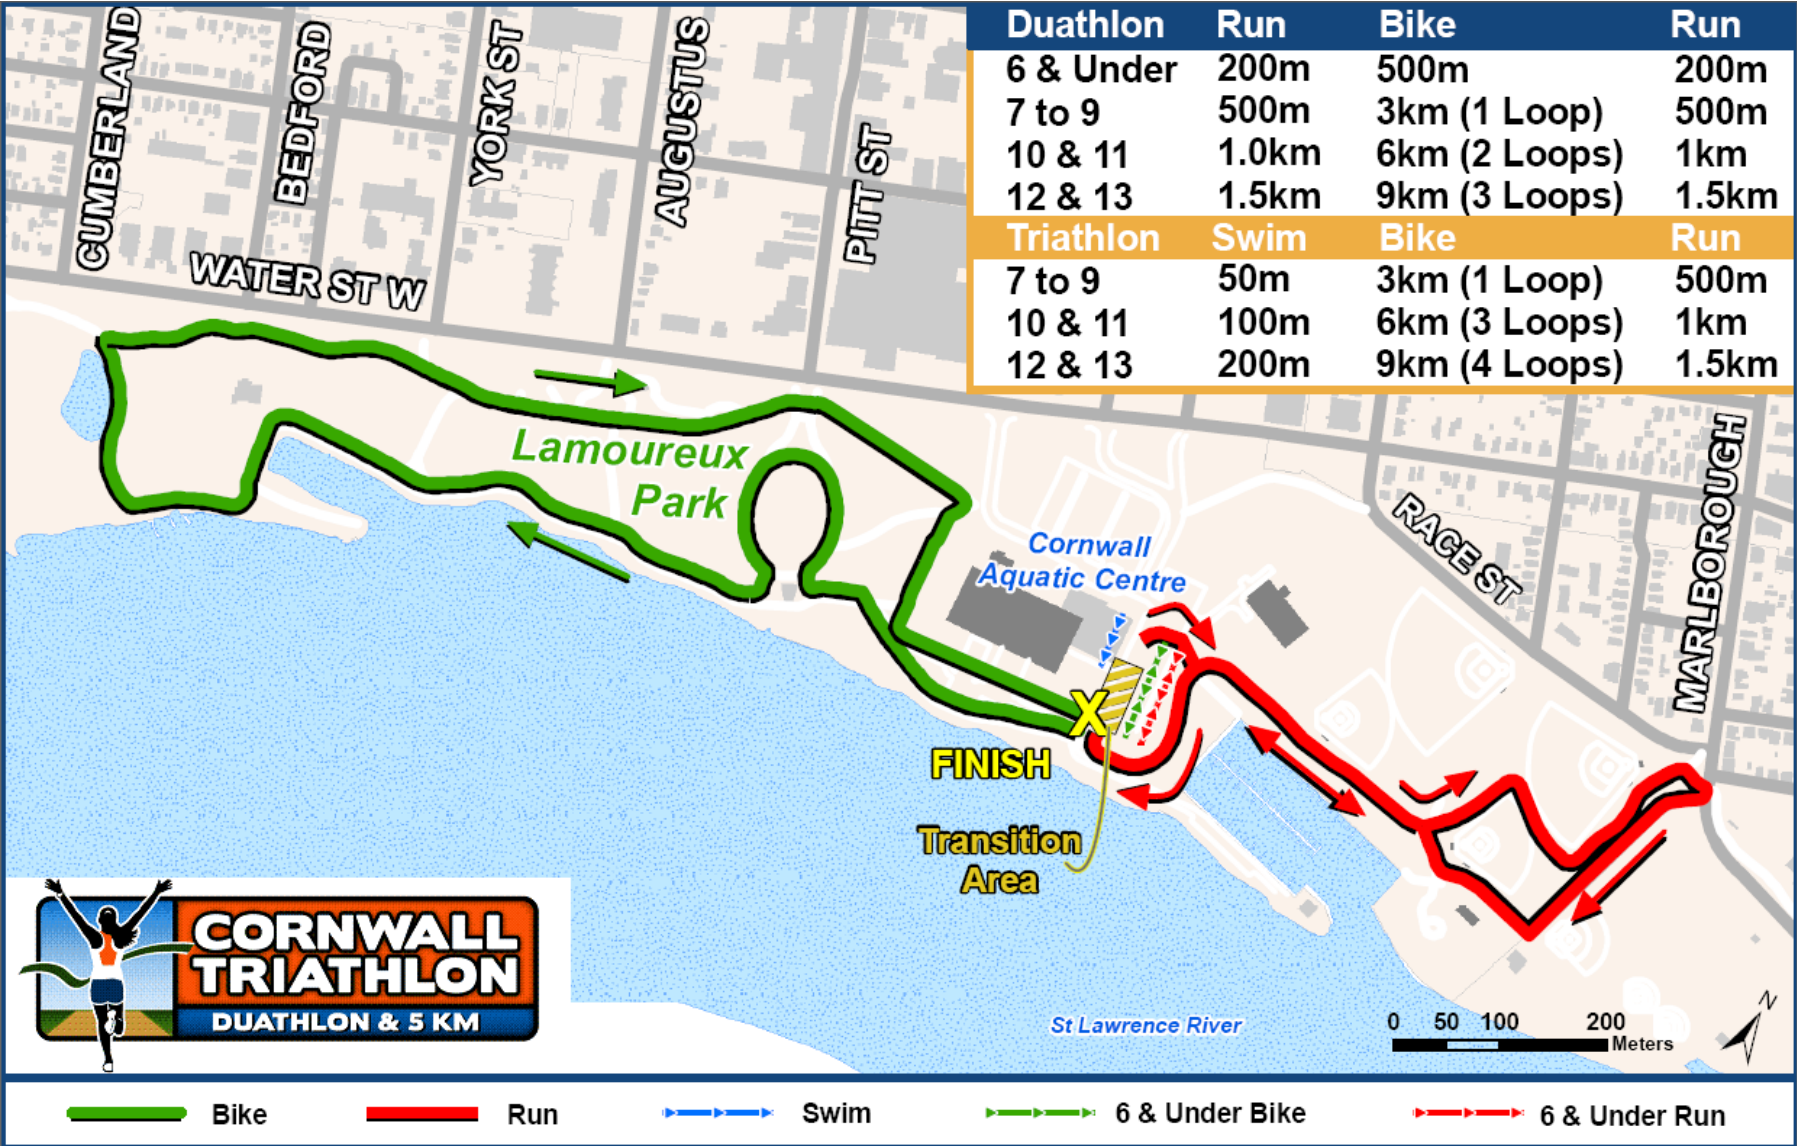 Duathlon Run Bike Run
6 & Under 200m 500m 200m
7 to 9 500m 3km (1 Loop) 500m
10 & 11 1.0km 6km (2 Loops) 1km
12 & 13 1.5km 9km (3 Loops) 1.5km
Triathlon Swim Bike Run
7 to 9 50m 3km (1 Loop) 500m
10 & 11 100m 6km (3 Loops) 1km
12 & 13 200m 9km (4 Loops) 1.5km
CUMBERLAND
BEDFORD
YORK ST
AUGUSTUS
PITT ST
WATER ST W
Lamoureux
Park
Cornwall
Aquatic Centre
RACE ST
MARLBOROUGH
X
FINISH
Transition
Area
CORNWALL
TRIATHLON
DUATHLON & 5 KM
St Lawrence River
0 50 100 200
Meters
N
Bike
Run
Swim
6 & Under Bike
6 & Under Run